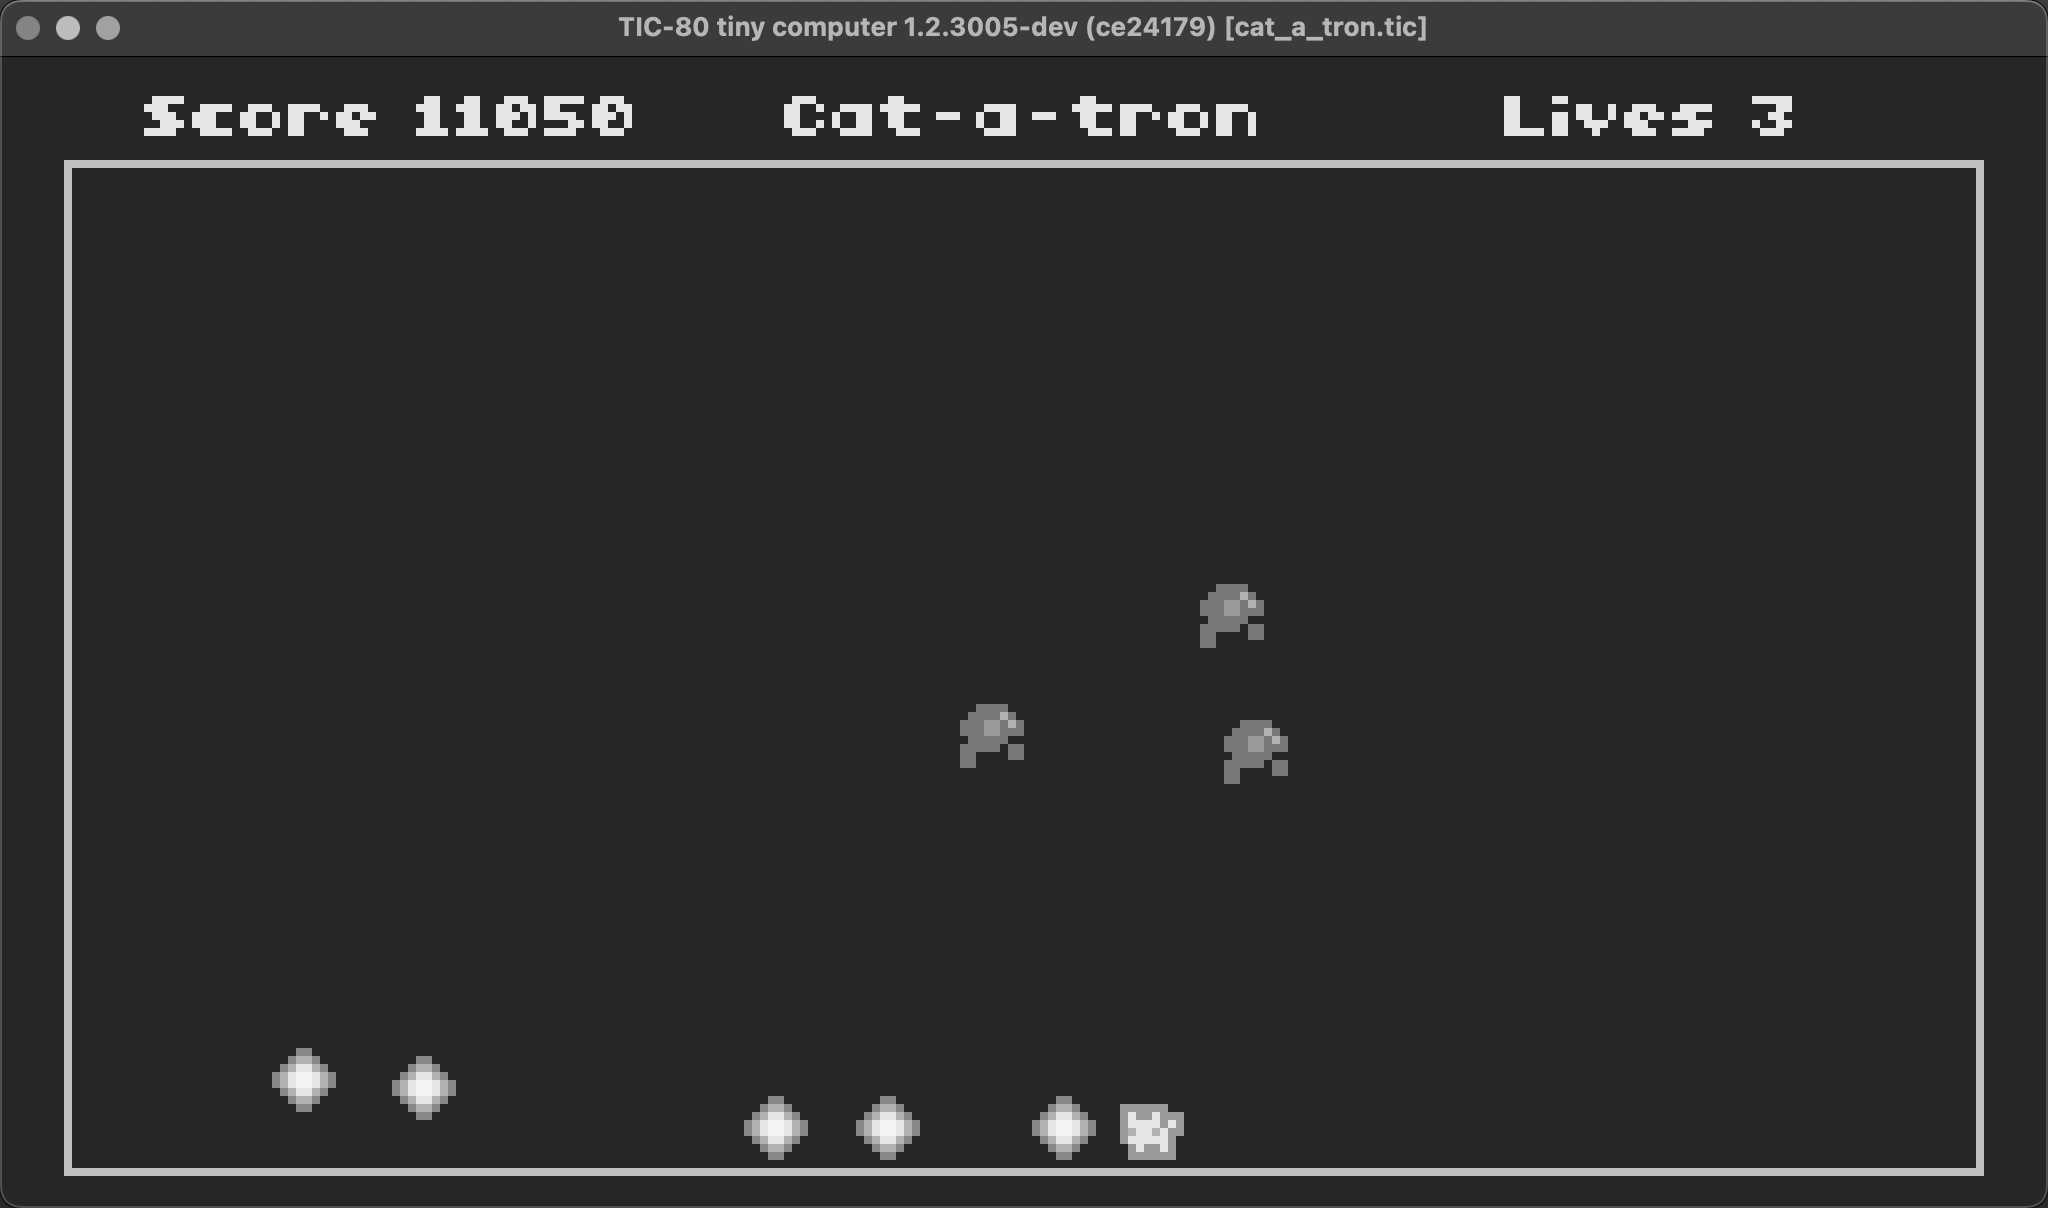 TIC-80 tiny computer 1.2.3005-dev (ce24179) [cat_a_tron.tic]
Score 11050 Cat-a-tron Lives 3